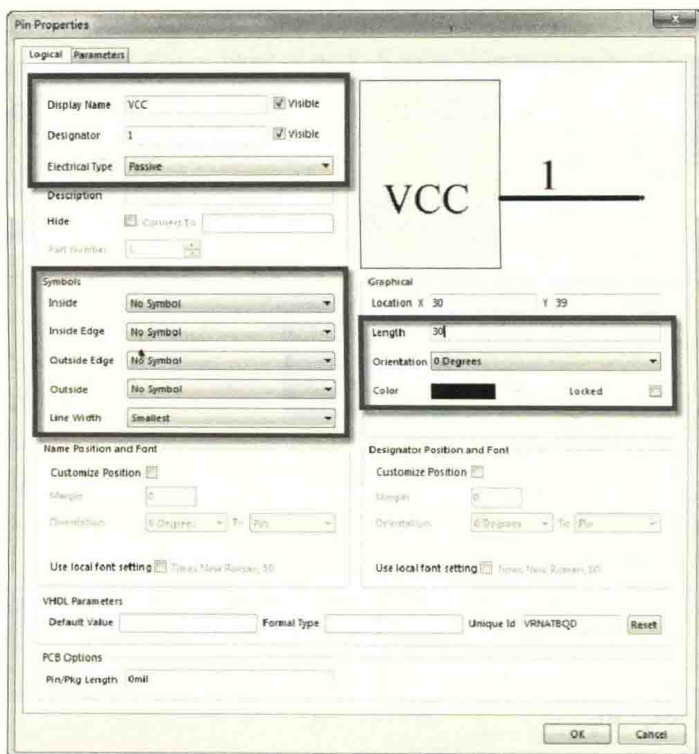 Pin Properties
Logical Parameters
Display Name VCC Visible
Designator 1 Visible
Electrical Type Passive
Description
Hide Connect To
Part Number
VCC 1
Symbols
Inside No Symbol
Inside Edge No Symbol
Outside Edge No Symbol
Outside No Symbol
Line Width Smallest
Graphical
Location X 30 Y 39
Length 30
Orientation 0 Degrees
Color Locked
Name Position and Font
Customize Position
Margin 0
Orientation 0 Degrees To Pin
Use local font setting Times New Roman, 10
Designator Position and Font
Customize Position
Margin 0
Orientation 0 Degrees To Pin
Use local font setting Times New Roman, 10
VHDL Parameters
Default Value Formal Type Unique Id VRNATBQD Reset
PCB Options
Pin/Pkg Length 0mil
OK Cancel